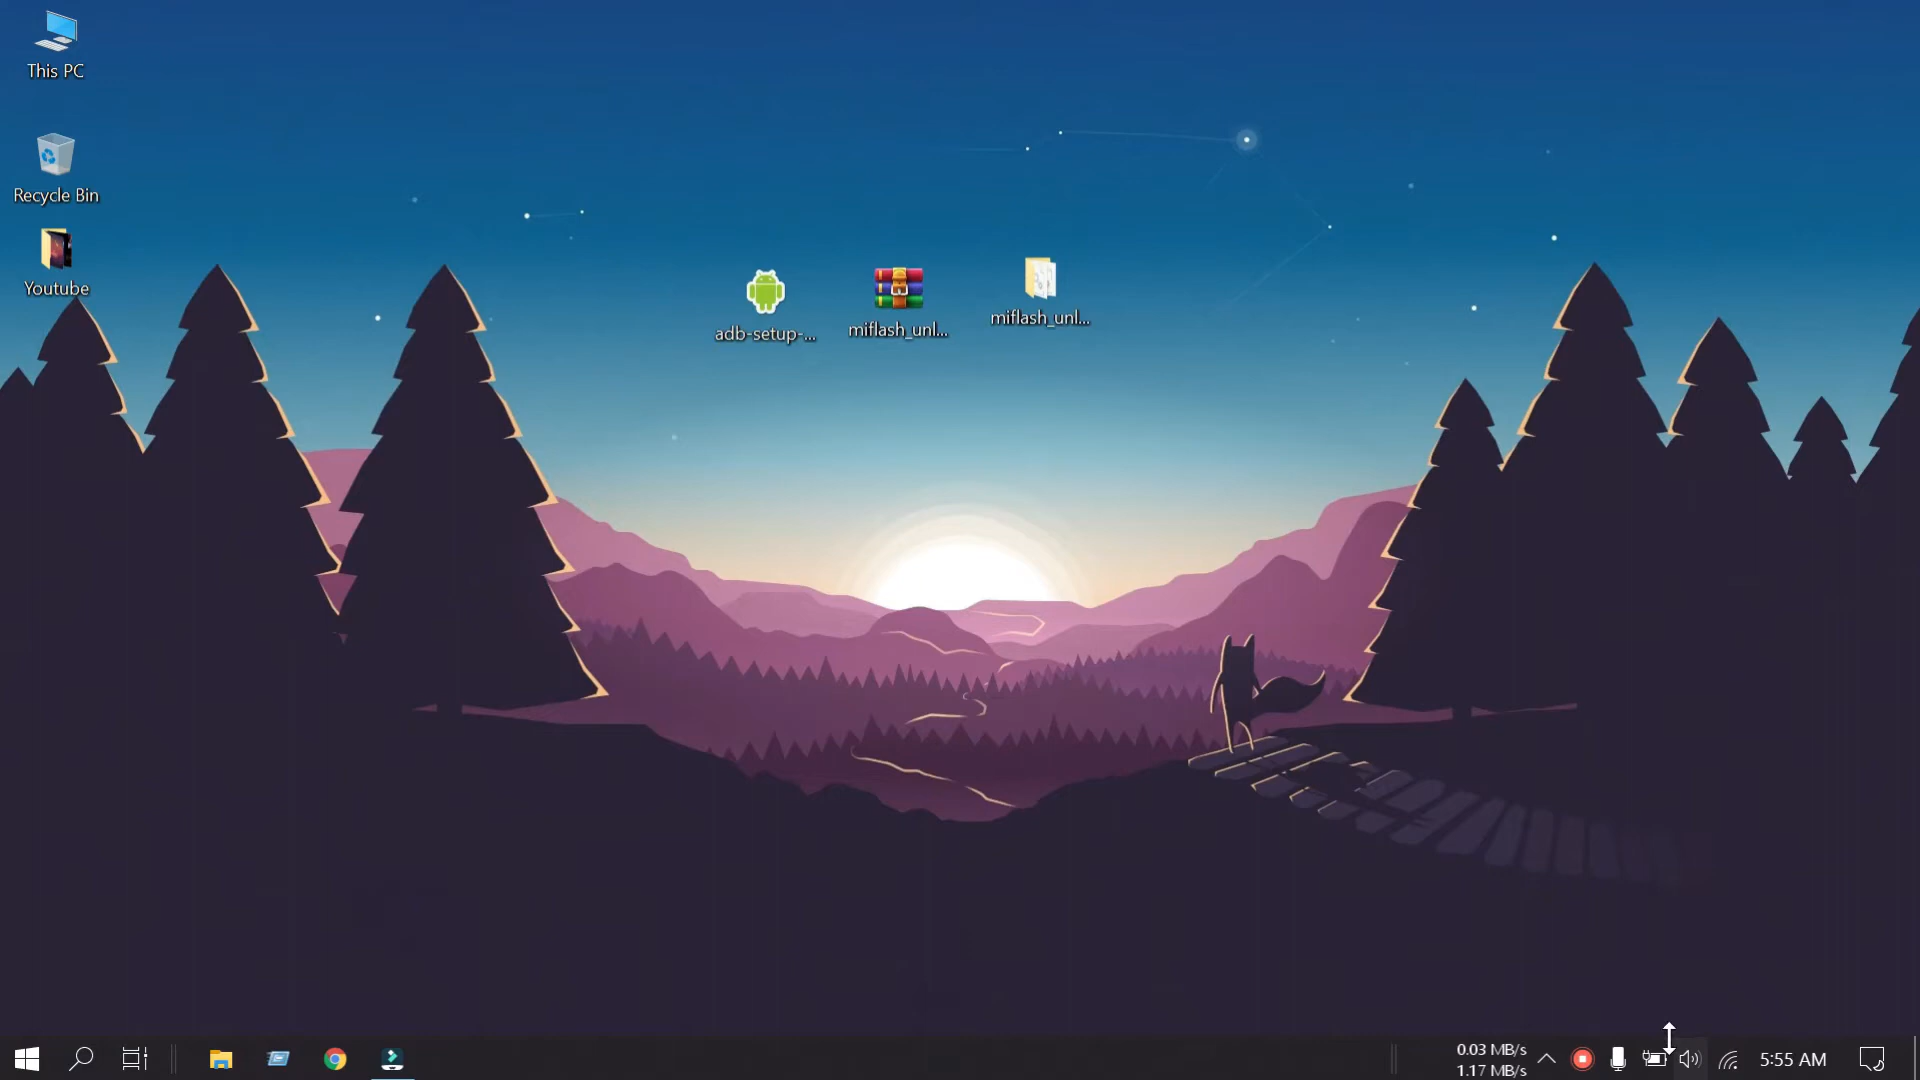 This PC
Recycle Bin
Youtube
adb-setup-...
miflash_unl...
miflash_unl...
0.03 MB/s
1.17 MB/s
5:55 AM